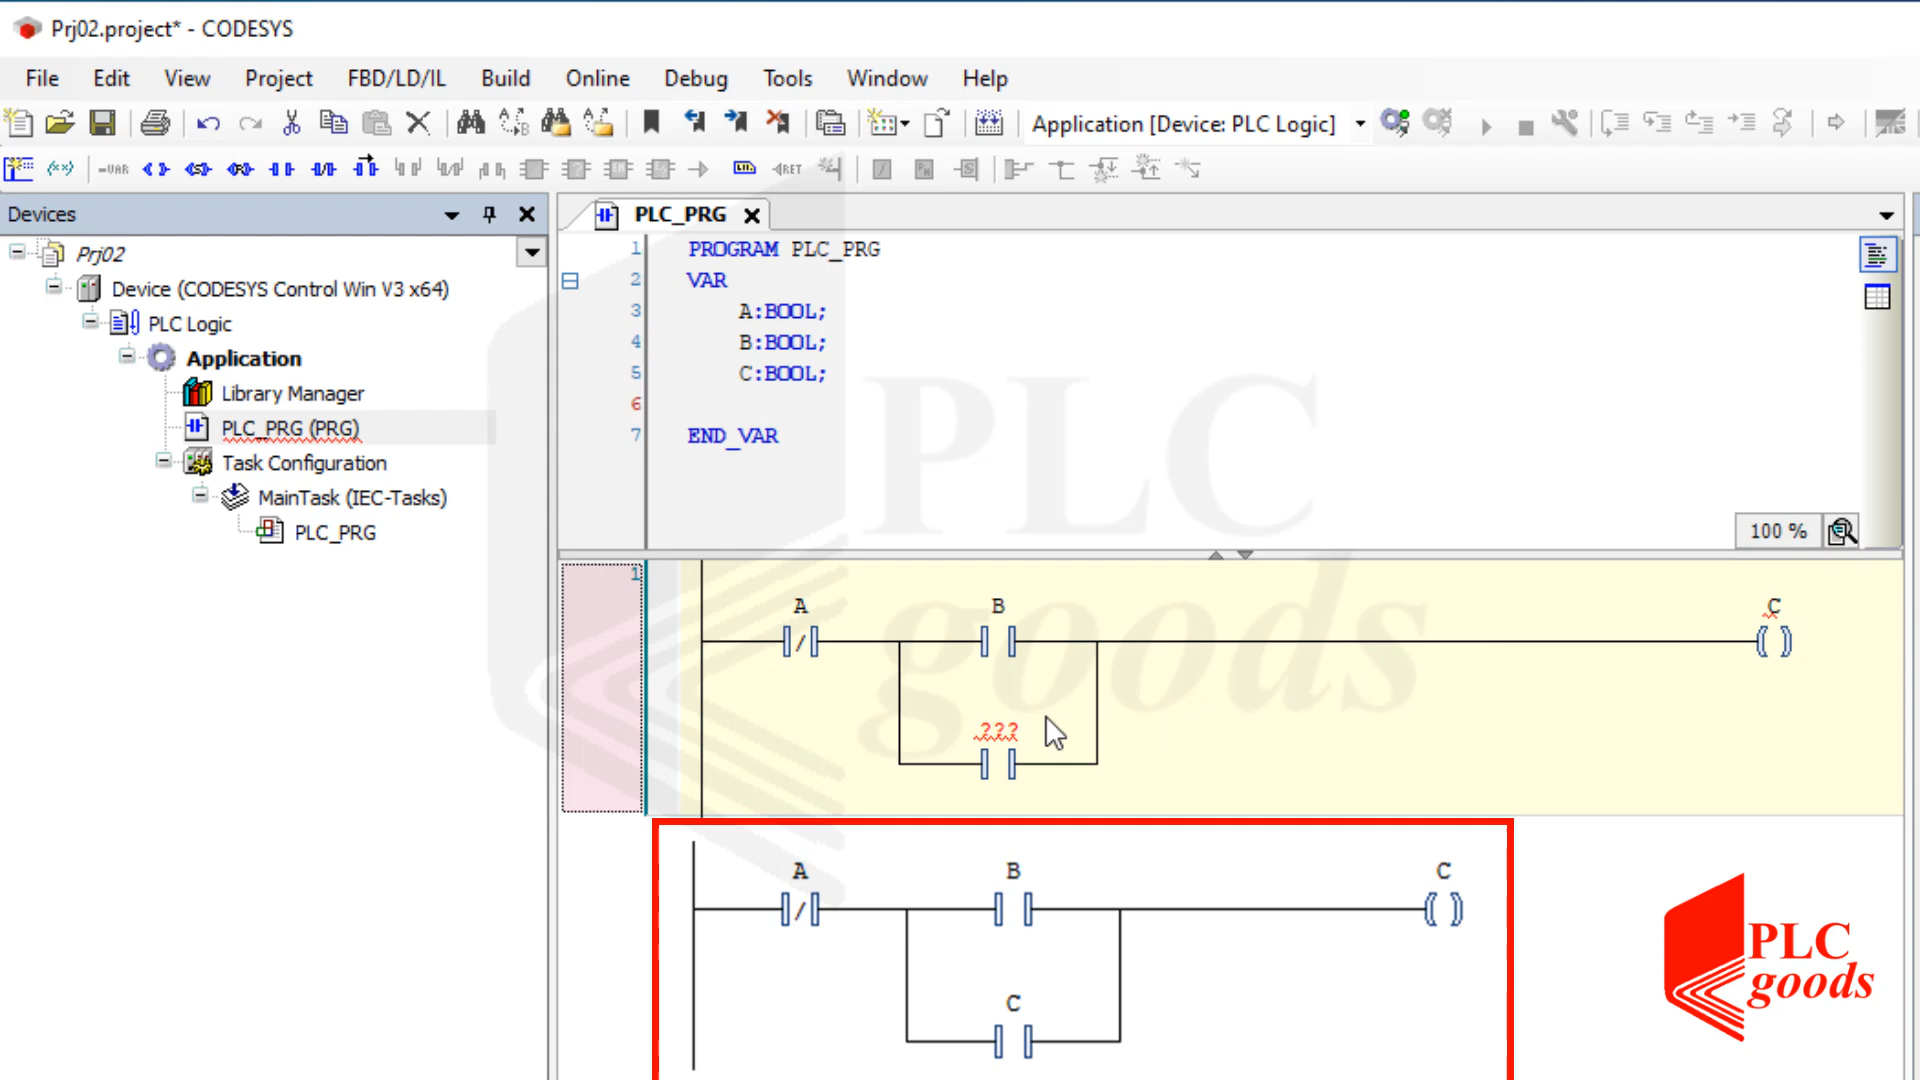 Prj02.project* - CODESYS
File Edit View Project FBD/LD/IL Build Online Debug Tools Window Help
Application [Device: PLC Logic]
Devices
Prj02
Device (CODESYS Control Win V3 x64)
PLC Logic
Application
Library Manager
PLC_PRG (PRG)
Task Configuration
MainTask (IEC-Tasks)
PLC_PRG
PLC_PRG
1 PROGRAM PLC_PRG
2 VAR
3 A:BOOL;
4 B:BOOL;
5 C:BOOL;
6
7 END_VAR
100 %
1
A B C
???
A B C
C
PLC
goods
PLC
goods